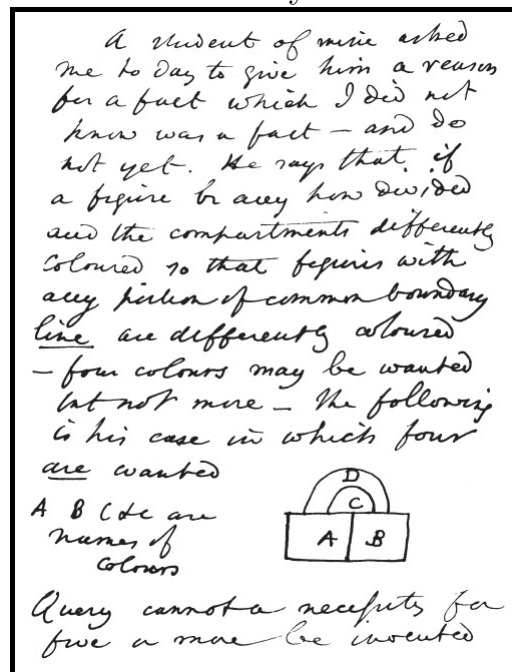 A student of mine asked
me to day to give him a reason
for a fact which I did not
know was a fact — and do
not yet. He says that if
a figure be any how divided
and the compartments differently
coloured so that figures with
any portion of common boundary
line are differently coloured
— four colours may be wanted
but not more — the following
is his case in which four
are wanted
D
C
A B
A B C &c are
names of
colours
Query cannot a necessity for
five or more be invented